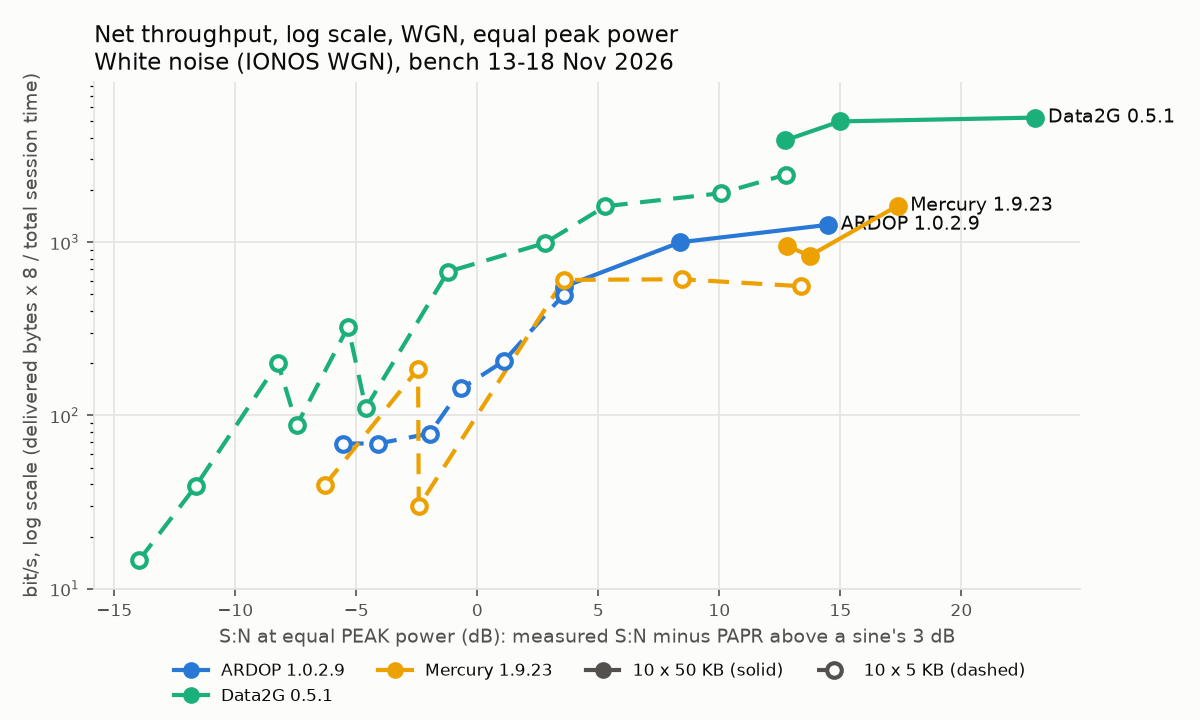 Net throughput, log scale, WGN, equal peak power
White noise (IONOS WGN), bench 13-18 Nov 2026
bit/s, log scale (delivered bytes x 8 / total session time)
10³
10²
10¹
Data2G 0.5.1
Mercury 1.9.23
ARDOP 1.0.2.9
−15 −10 −5 0 5 10 15 20
S:N at equal PEAK power (dB): measured S:N minus PAPR above a sine's 3 dB
ARDOP 1.0.2.9 Mercury 1.9.23 10 x 50 KB (solid) 10 x 5 KB (dashed)
Data2G 0.5.1